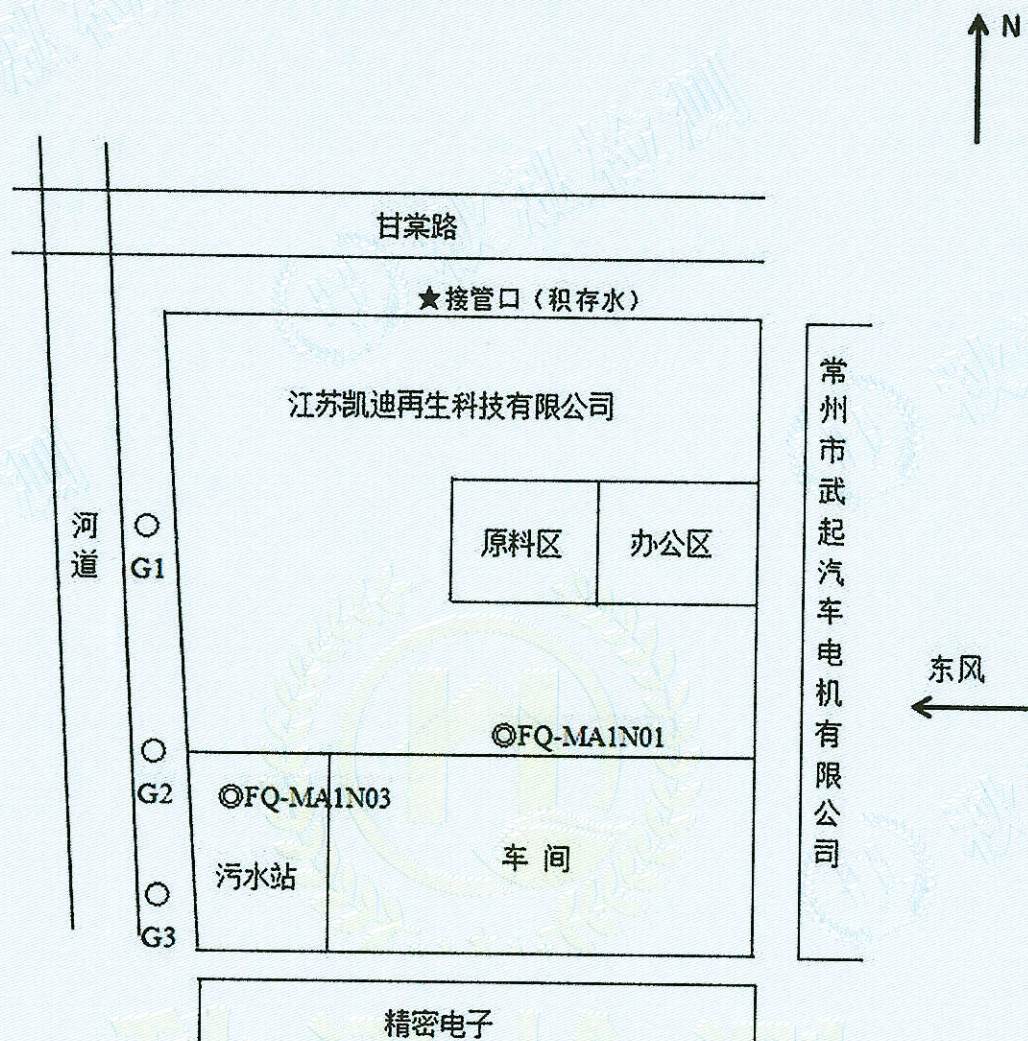 N
甘棠路
★接管口（积存水）
江苏凯迪再生科技有限公司
常州市武起汽车电机有限公司
原料区
办公区
河道
G1
东风
◎FQ-MA1N01
G2
◎FQ-MA1N03
车间
污水站
G3
精密电子